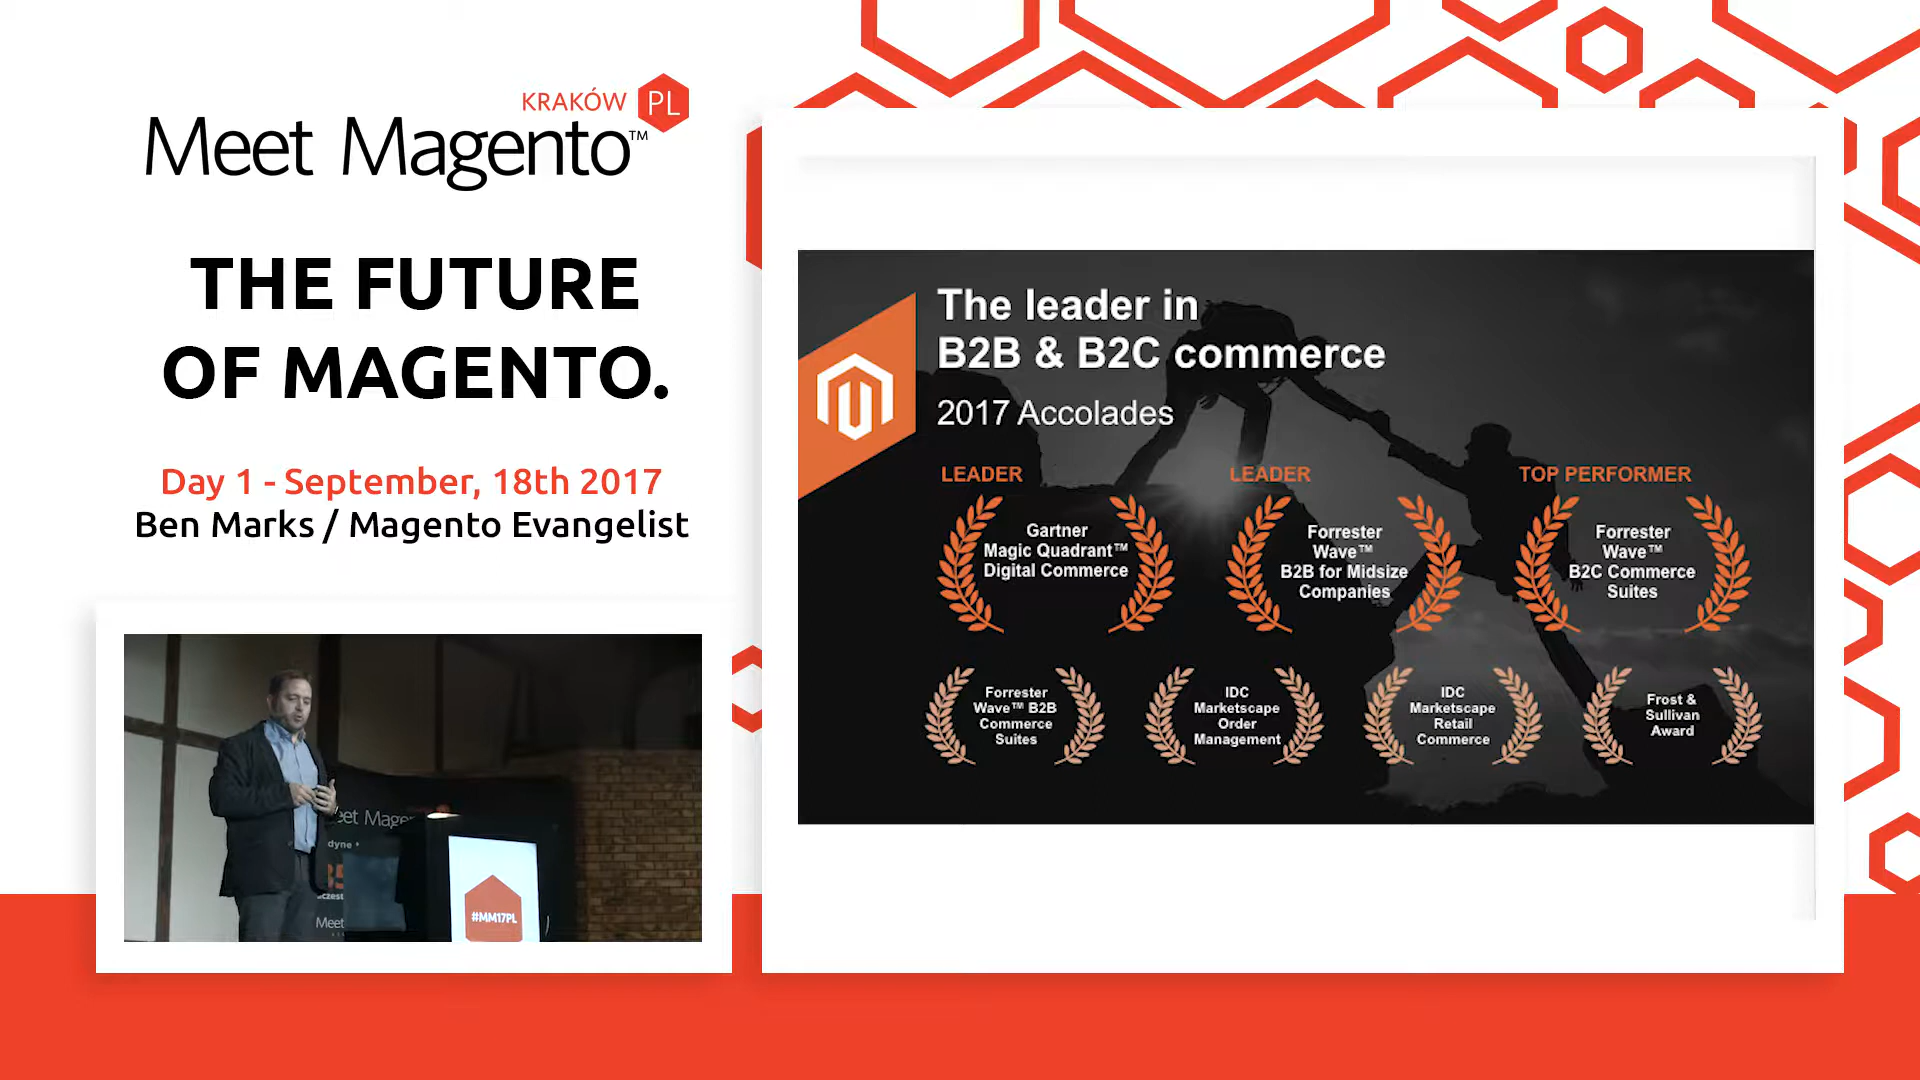 KRAKÓW PL
Meet Magento™
THE FUTURE
OF MAGENTO.
Day 1 - September, 18th 2017
Ben Marks / Magento Evangelist
Meet
#MM17PL
The leader in
B2B & B2C commerce
2017 Accolades
LEADER
Gartner
Magic Quadrant™
Digital Commerce
LEADER
Forrester
Wave™
B2B for Midsize
Companies
TOP PERFORMER
Forrester
Wave™
B2C Commerce
Suites
Forrester
Wave™ B2B
Commerce
Suites
IDC
Marketscape
Order
Management
IDC
Marketscape
Retail
Commerce
Frost &
Sullivan
Award